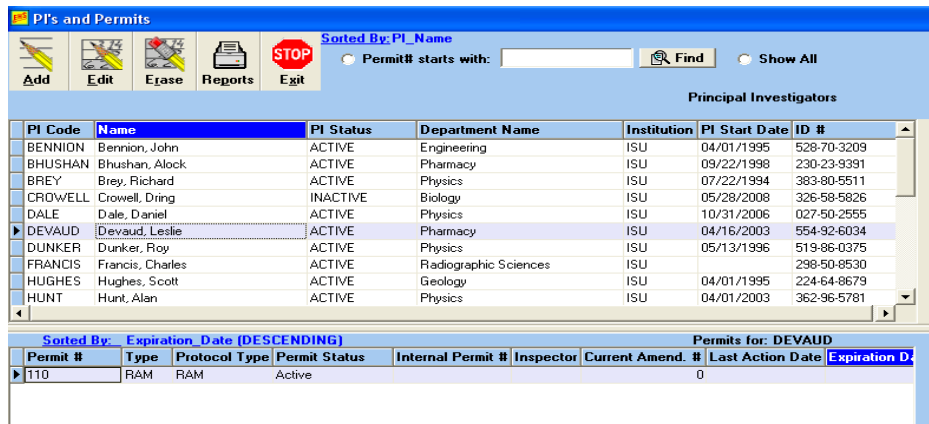 PI's and Permits
Sorted By: PI_Name
Permit# starts with: Find Show All
Add Edit Erase Reports STOP Exit
Principal Investigators
PI Code Name PI Status Department Name Institution PI Start Date ID #
BENNION Bennion, John ACTIVE Engineering ISU 04/01/1995 528-70-3209
BHUSHAN Bhushan, Alock ACTIVE Pharmacy ISU 09/22/1998 230-23-9391
BREY Brey, Richard ACTIVE Physics ISU 07/22/1994 383-80-5511
CROWELL Crowell, Dring INACTIVE Biology ISU 05/28/2008 326-58-5826
DALE Dale, Daniel ACTIVE Physics ISU 10/31/2006 027-50-2555
DEVAUD Devaud, Leslie ACTIVE Pharmacy ISU 04/16/2003 554-92-6034
DUNKER Dunker, Roy ACTIVE Physics ISU 05/13/1996 519-86-0375
FRANCIS Francis, Charles ACTIVE Radiographic Sciences ISU 298-50-8530
HUGHES Hughes, Scott ACTIVE Geology ISU 04/01/1995 224-64-8679
HUNT Hunt, Alan ACTIVE Physics ISU 04/01/2003 362-96-5781
Sorted By: Expiration_Date (DESCENDING) Permits for: DEVAUD
Permit # Type Protocol Type Permit Status Internal Permit # Inspector Current Amend. # Last Action Date Expiration Da
110 RAM RAM Active 0